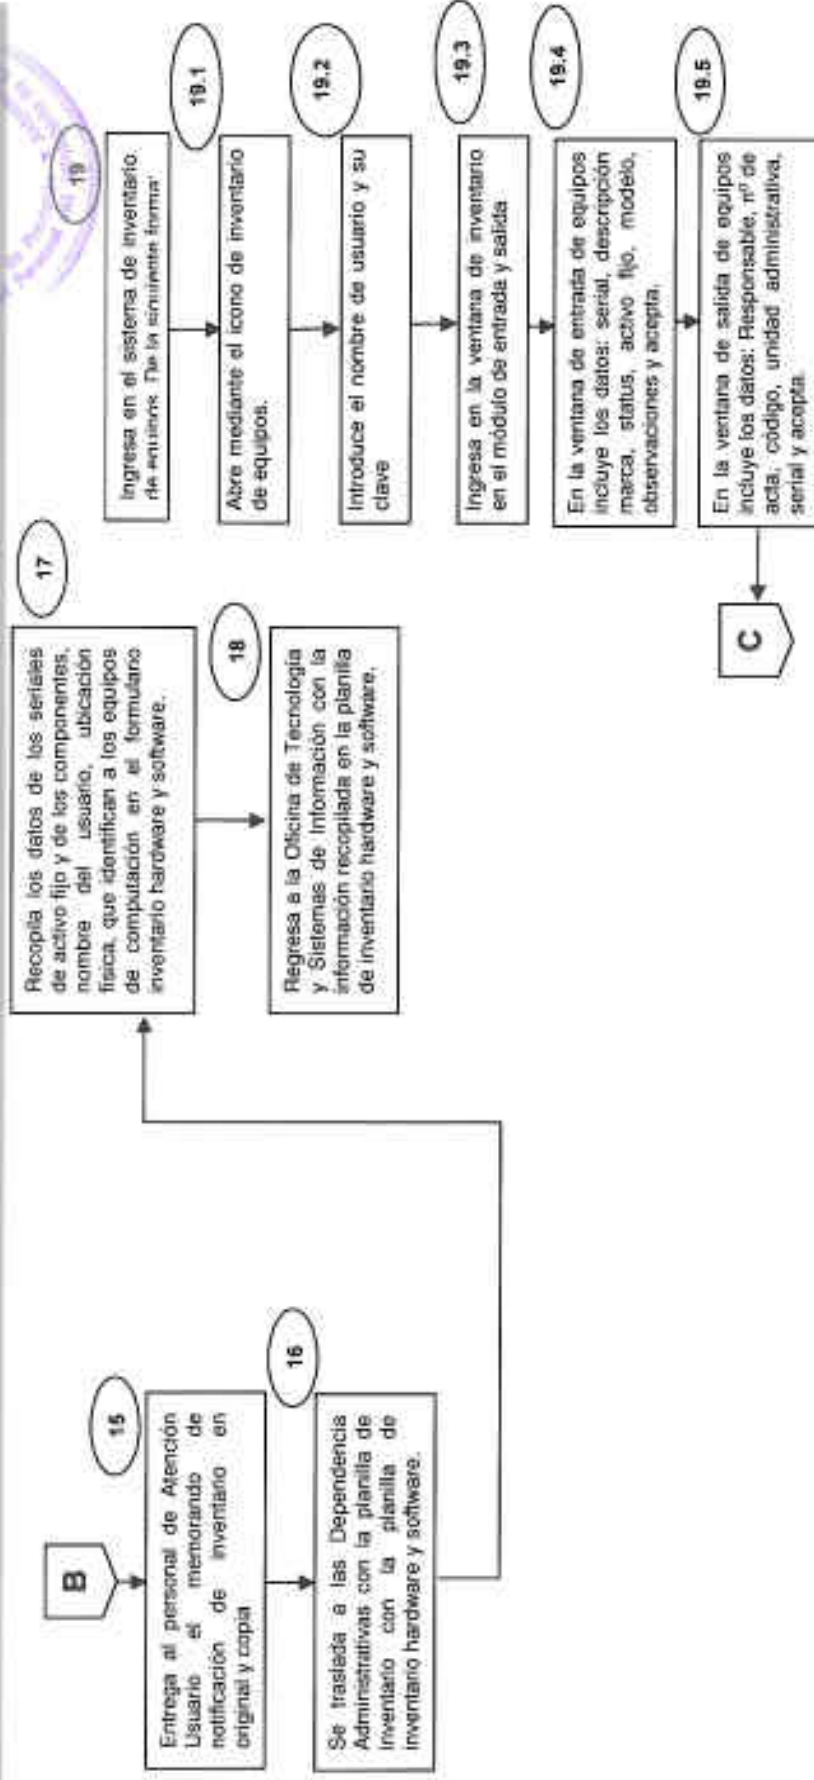 B
15
Entrega al personal de Atención
Usuario el memorando de
notificación de inventario en
original y copia
16
Se traslada a las Dependencia
Administrativas con la planilla de
Inventario con la planilla de
inventario hardware y software.
17
Recopila los datos de los seriales
de activo fijo y de los componentes,
nombre del usuario, ubicación
física, que identifican a los equipos
de computación en el formulario
inventario hardware y software.
18
Regresa a la Oficina de Tecnología
y Sistemas de Información con la
información recopilada en la planilla
de inventario hardware y software.
19
Ingresa en el sistema de inventario
de equipos. De la siguiente forma:
19.1
Abre mediante el icono de inventario
de equipos.
19.2
Introduce el nombre de usuario y su
clave
19.3
Ingresa en la ventana de inventario
en el módulo de entrada y salida
19.4
En la ventana de entrada de equipos
incluye los datos: serial, descripción
marca, status, activo fijo, modelo,
observaciones y acepta.
19.5
En la ventana de salida de equipos
incluye los datos: Responsable, nº de
acta, código, unidad administrativa,
serial y acepta.
C